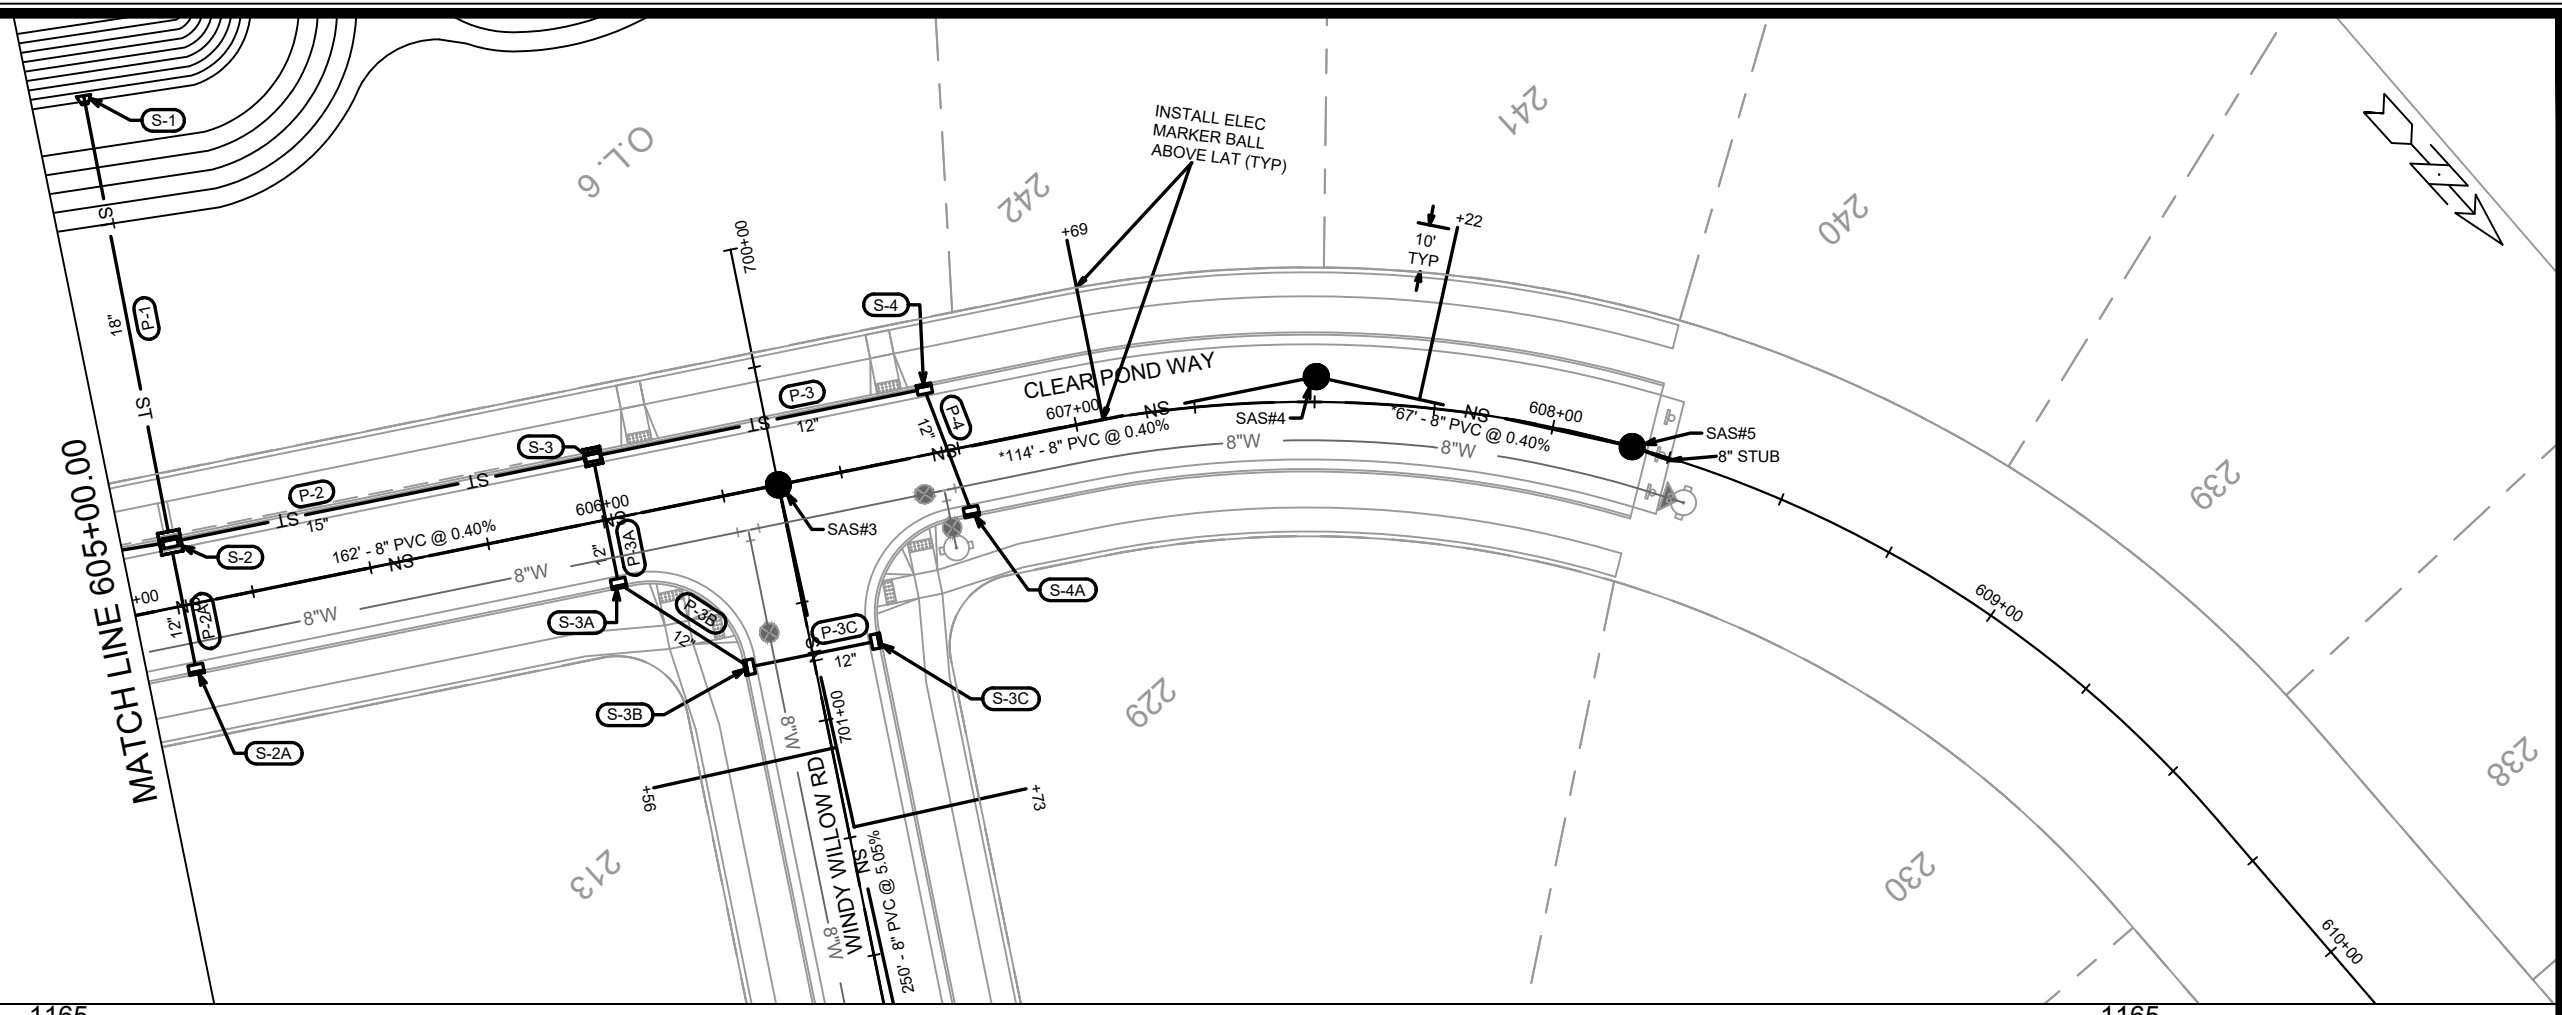 S-1
S
18"
P-1
ST
MATCH LINE 605+00.00
O.L. 6
700+00
242
INSTALL ELEC
MARKER BALL
ABOVE LAT (TYP)
+69
241
10'
TYP
+22
240
239
238
S-4
P-3
ST
12"
CLEAR POND WAY
607+00
P-4
12"
NS
NS
*114' - 8" PVC @ 0.40%
SAS#4
*67' - 8" PVC @ 0.40%
NS
608+00
SAS#5
8" STUB
8"W
8"W
S-3
P-2
ST
ST
15"
606+00
NS
162' - 8" PVC @ 0.40%
NS
SAS#3
S-2
8"W
8"W
+00
12"
P-2A
12"
P-3A
S-3A
P-3B
12"
P-3C
12"
NS
S-4A
S-3C
S-3B
S-2A
8"W
701+00
+56
+73
WINDY WILLOW RD
NS
250' - 8" PVC @ 5.05%
8"W
213
229
230
609+00
610+00
1165
1165